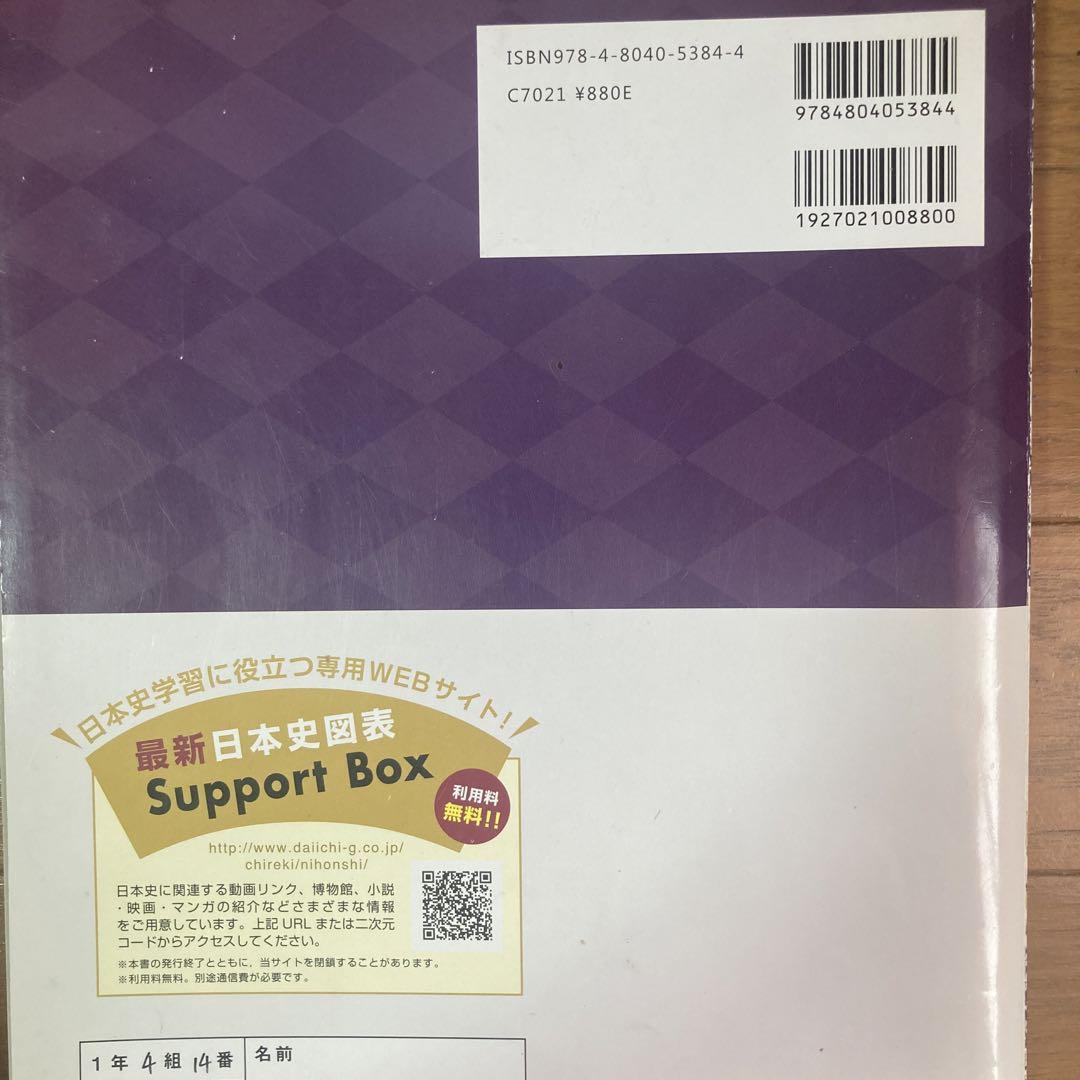 ISBN978-4-8040-5384-4
C7021 ¥880E
9784804053844
1927021008800
日本史学習に役立つ専用WEBサイト!
最新日本史図表
Support Box
利用料
無料!!
http://www.daiichi-g.co.jp/
chireki/nihonshi/
日本史に関連する動画リンク、博物館、小説
・映画・マンガの紹介などさまざまな情報
をご用意しています。上記URLまたは二次元
コードからアクセスしてください。
※本書の発行終了とともに、当サイトを閉鎖することがあります。
※利用料無料。別途通信費が必要です。
1年4組14番 名前